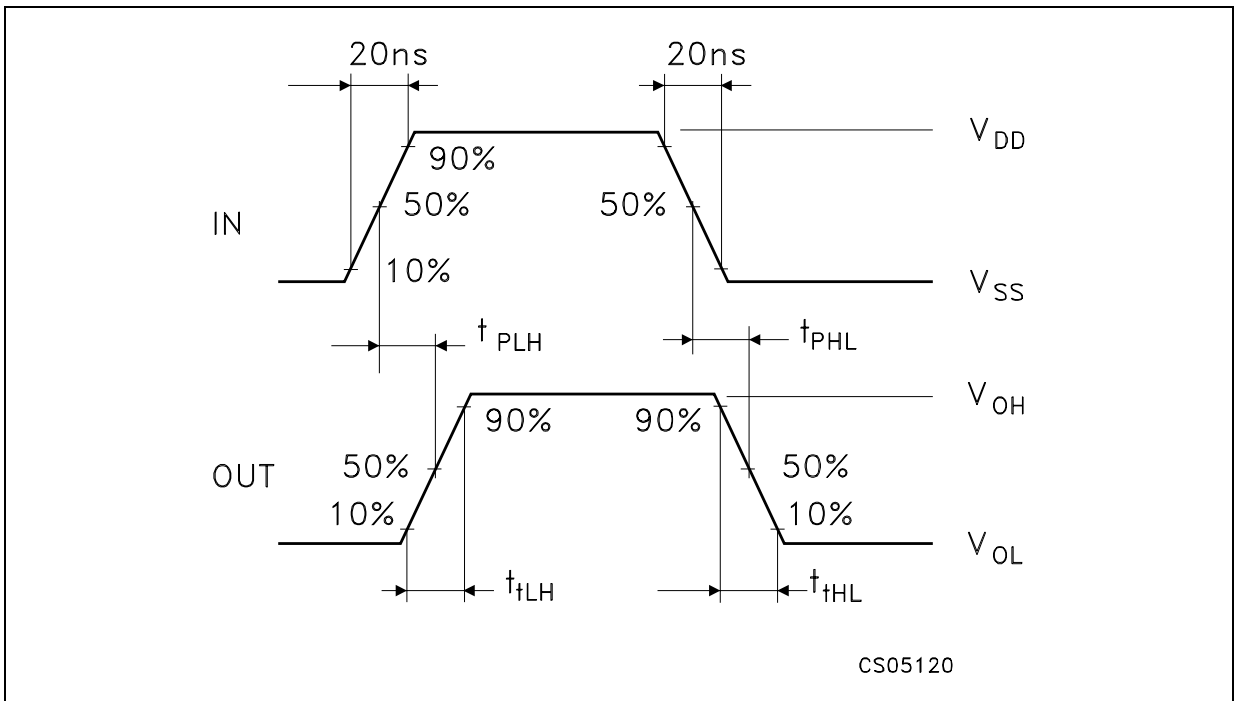 20ns 20ns
V DD
90%
50% 50%
IN
10%
V SS
t PLH t PHL
V OH
90% 90%
50% 50%
OUT
10% 10%
V OL
t tLH t tHL
CS05120